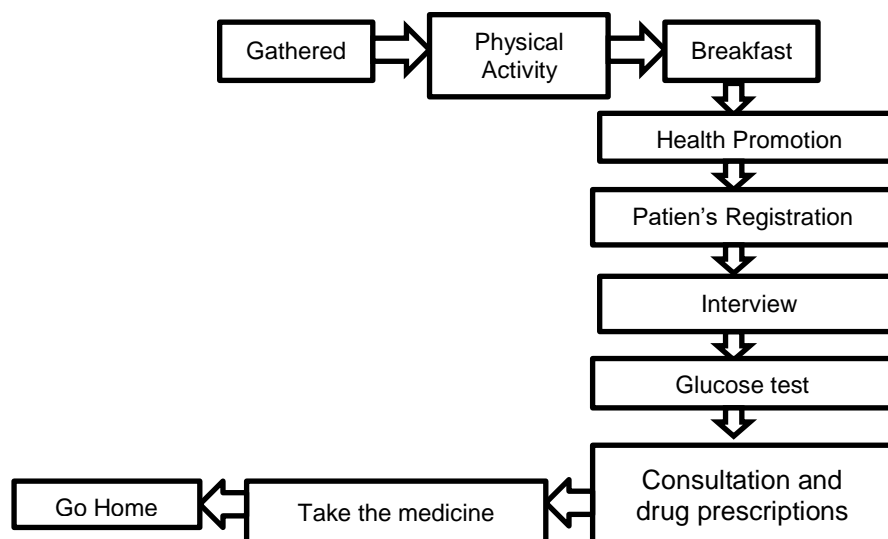 Gathered
Physical
Activity
Breakfast
Health Promotion
Patien’s Registration
Interview
Glucose test
Consultation and
drug prescriptions
Take the medicine
Go Home